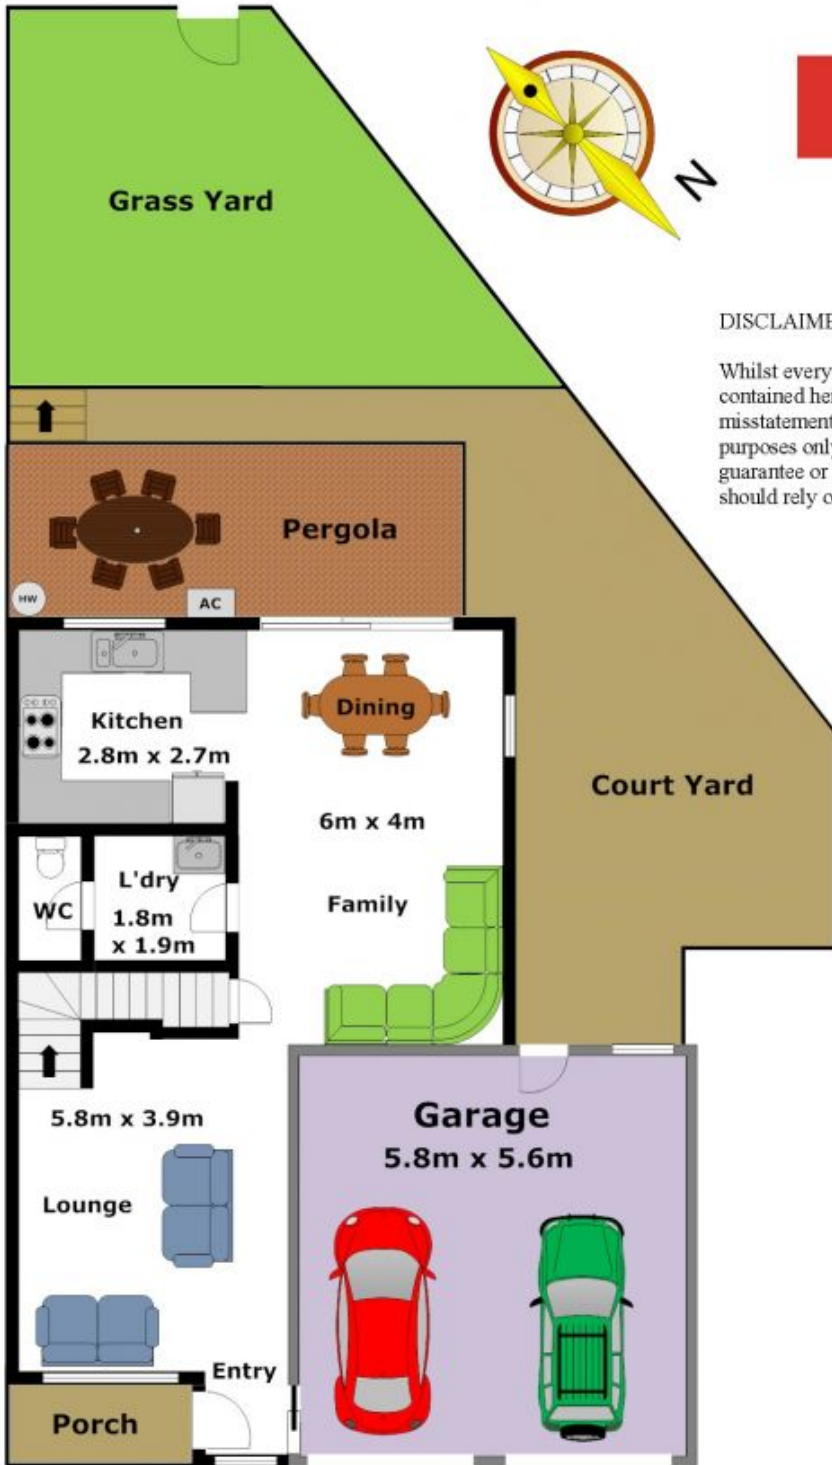 Grass Yard
N
DISCLAIME
Whilst every
contained her
misstatement
purposes only
guarantee or
should rely o
Pergola
HW
AC
Kitchen
2.8m x 2.7m
Dining
Court Yard
6m x 4m
Family
WC
L'dry
1.8m
x 1.9m
5.8m x 3.9m
Lounge
Garage
5.8m x 5.6m
Entry
Porch